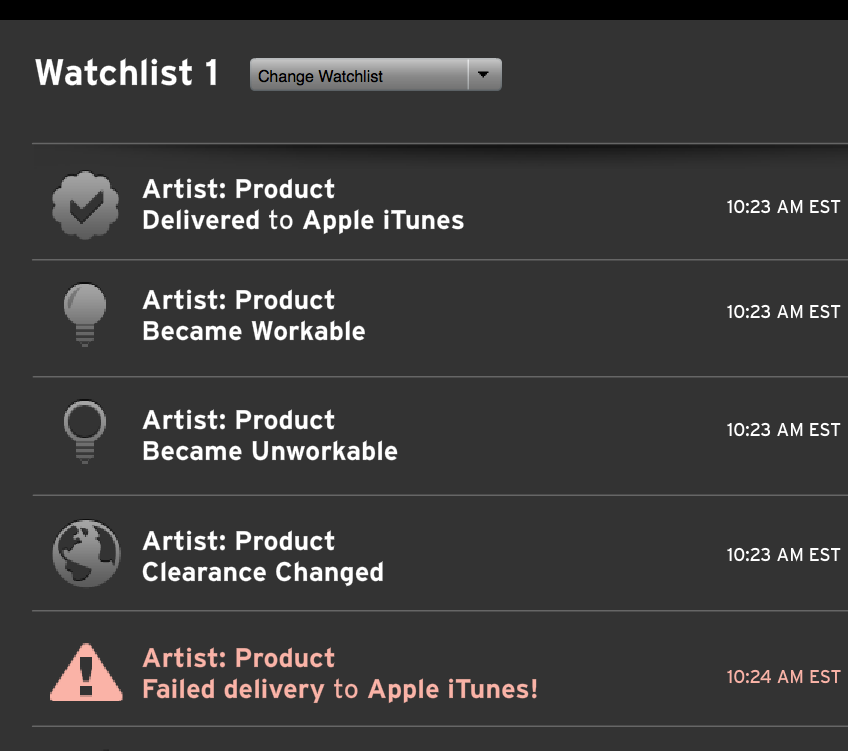 Watchlist 1
Change Watchlist
Artist: Product
Delivered to Apple iTunes
10:23 AM EST
Artist: Product
Became Workable
10:23 AM EST
Artist: Product
Became Unworkable
10:23 AM EST
Artist: Product
Clearance Changed
10:23 AM EST
Artist: Product
Failed delivery to Apple iTunes!
10:24 AM EST